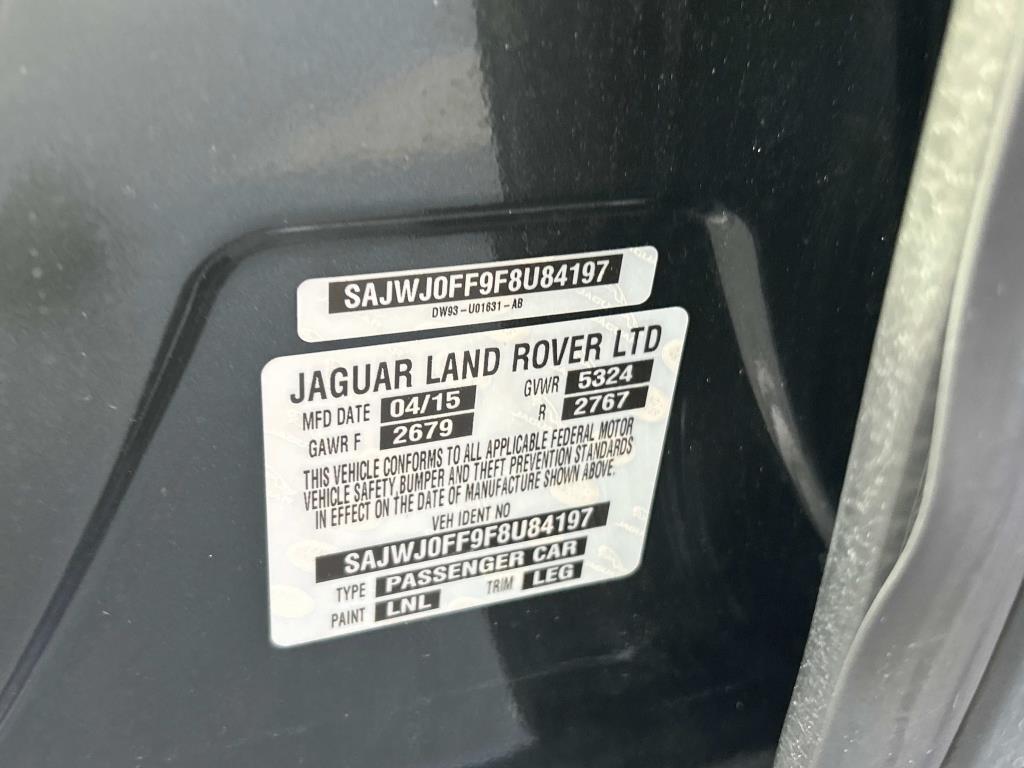 SAJWJ0FF9F8U84197
DW93-U01631-AB
JAGUAR LAND ROVER LTD
MFD DATE 04/15 GVWR 5324
GAWR F 2679 R 2767
THIS VEHICLE CONFORMS TO ALL APPLICABLE FEDERAL MOTOR
VEHICLE SAFETY BUMPER AND THEFT PREVENTION STANDARDS
IN EFFECT ON THE DATE OF MANUFACTURE SHOWN ABOVE.
VEH IDENT NO
SAJWJ0FF9F8U84197
TYPE PASSENGER CAR
PAINT LNL TRIM LEG